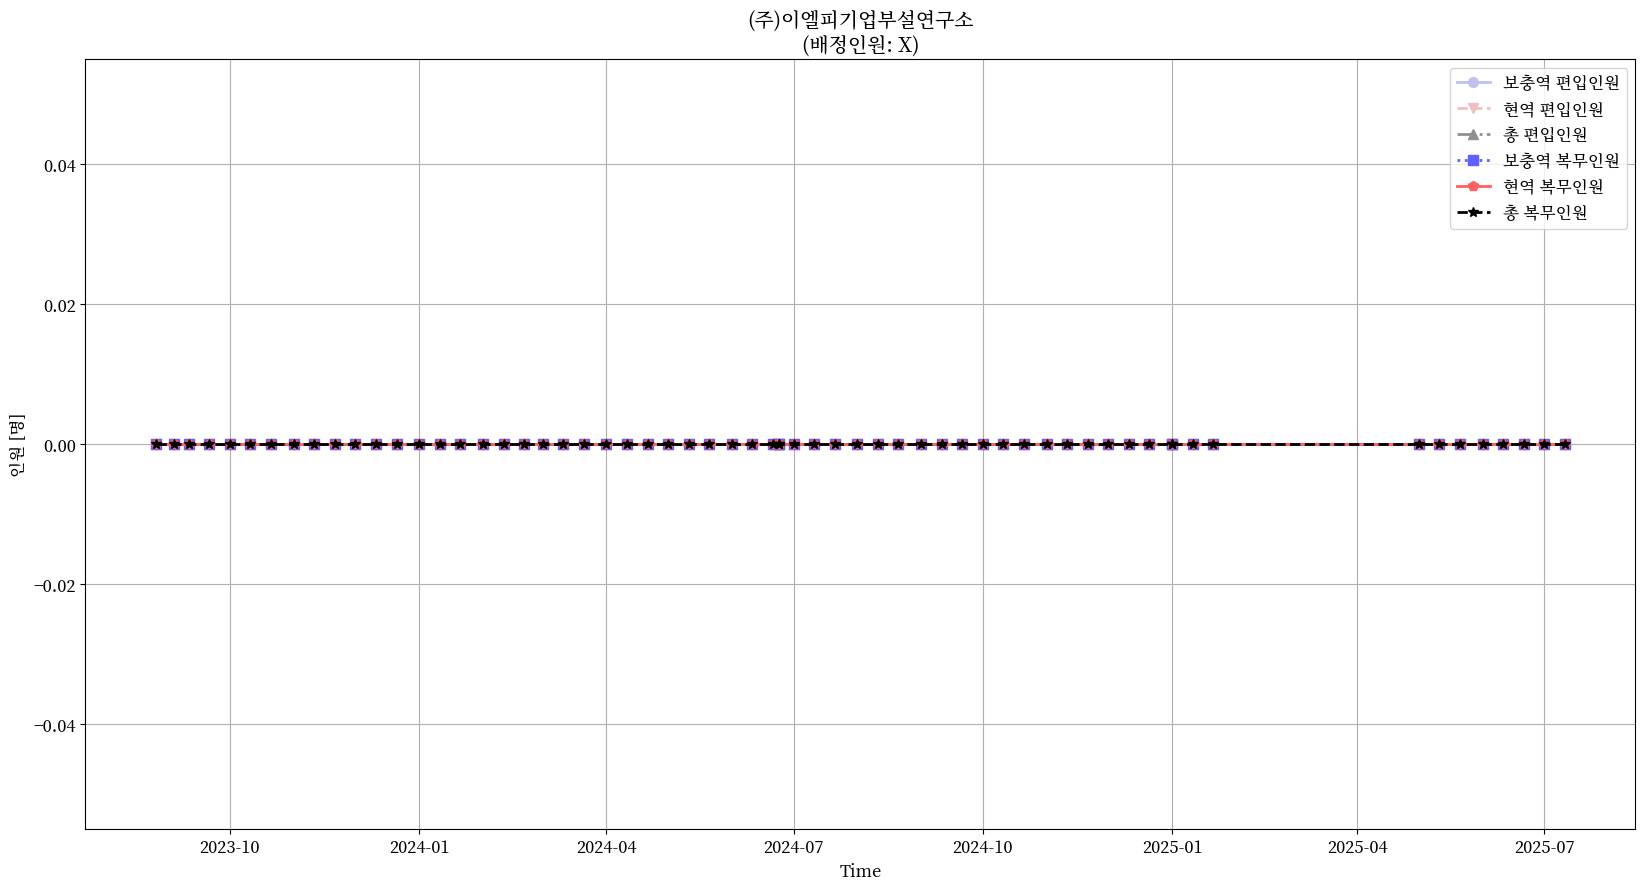 (주)이엘피기업부설연구소
(배정인원: X)
보충역 편입인원
현역 편입인원
총 편입인원
보충역 복무인원
현역 복무인원
총 복무인원
인원 [명]
0.04
0.02
0.00
−0.02
−0.04
2023-10
2024-01
2024-04
2024-07
2024-10
2025-01
2025-04
2025-07
Time